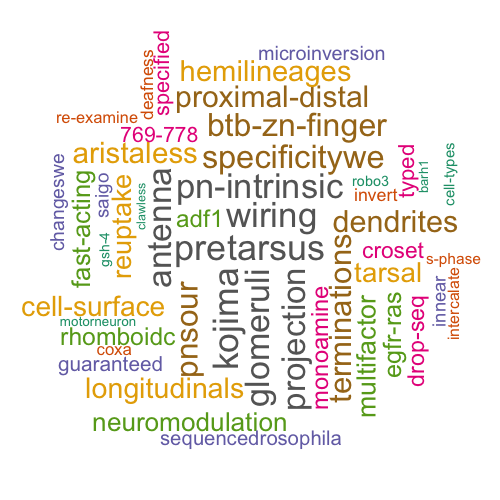 microinversion
deafness
specified
hemilineages
re-examine
proximal-distal
769-778
btb-zn-finger
aristaless
specificitywe
changeswe
fast-acting
saigo
gsh-4
reuptake
clawless
antenna
pn-intrinsic
robo3
typed
barh1
cell-types
invert
adf1
wiring
dendrites
pretarsus
croset
s-phase
tarsal
cell-surface
motorneuron
rhomboidc
coxa
guaranteed
pnsour
kojima
glomeruli
projection
monoamine
terminations
multifactor
egfr-ras
drop-seq
innear
intercalate
longitudinals
neuromodulation
sequencedrosophila